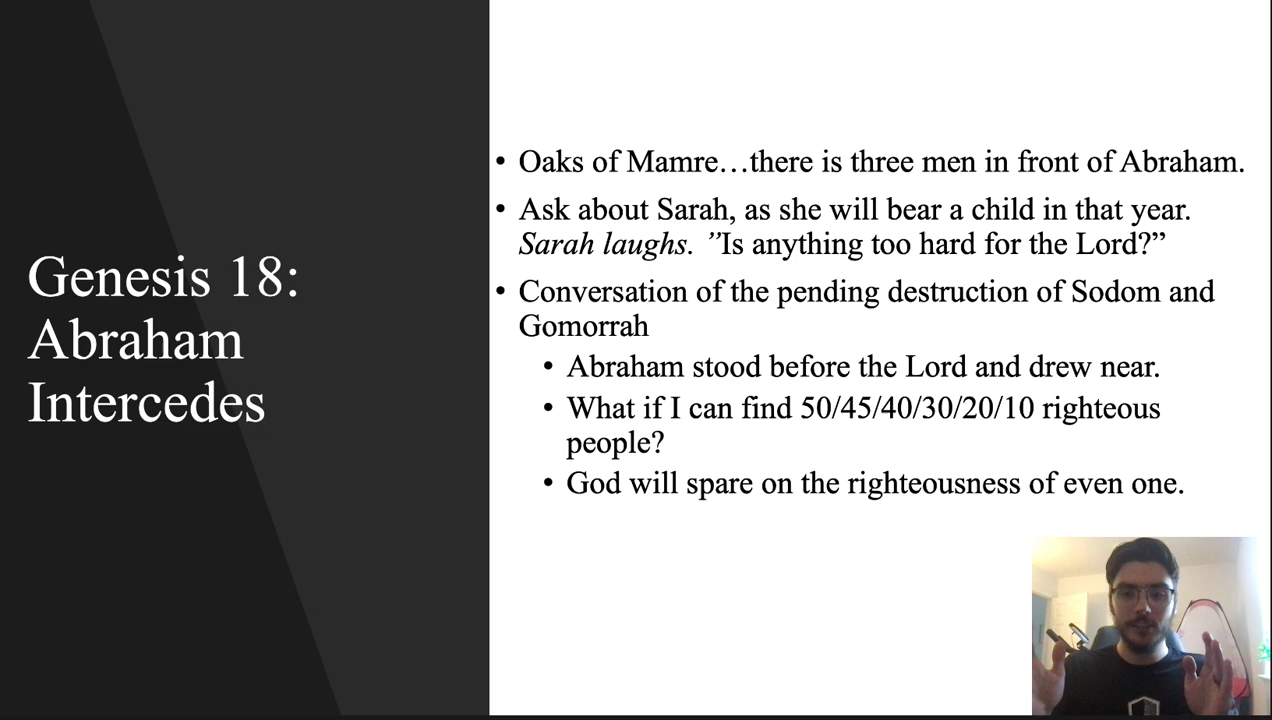 Genesis 18:
Abraham
Intercedes
• Oaks of Mamre…there is three men in front of Abraham.
• Ask about Sarah, as she will bear a child in that year.
Sarah laughs. ”Is anything too hard for the Lord?”
• Conversation of the pending destruction of Sodom and
Gomorrah
• Abraham stood before the Lord and drew near.
• What if I can find 50/45/40/30/20/10 righteous
people?
• God will spare on the righteousness of even one.